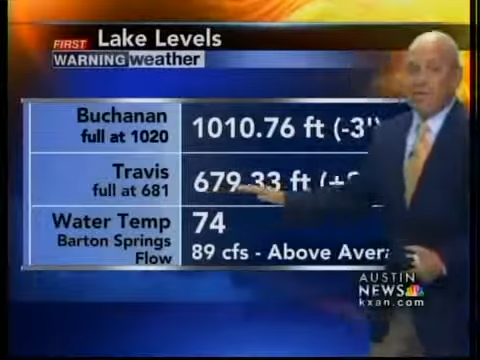 FIRST Lake Levels
WARNING weather
Buchanan
full at 1020
1010.76 ft (-3')
Travis
full at 681
679.33 ft (+
Water Temp
Barton Springs
Flow
74
89 cfs - Above Avera
AUSTIN
NEWS
kxan.com